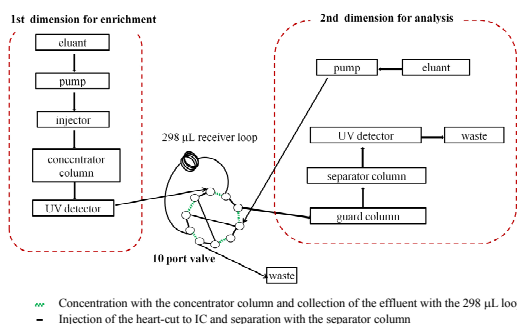 1st dimension for enrichment
eluant
pump
injector
concentrator
column
UV detector
298 μL receiver loop
10 port valve
waste
2nd dimension for analysis
pump
eluant
UV detector
waste
separator column
guard column
Concentration with the concentrator column and collection of the effluent with the 298 μL loo
Injection of the heart-cut to IC and separation with the separator column